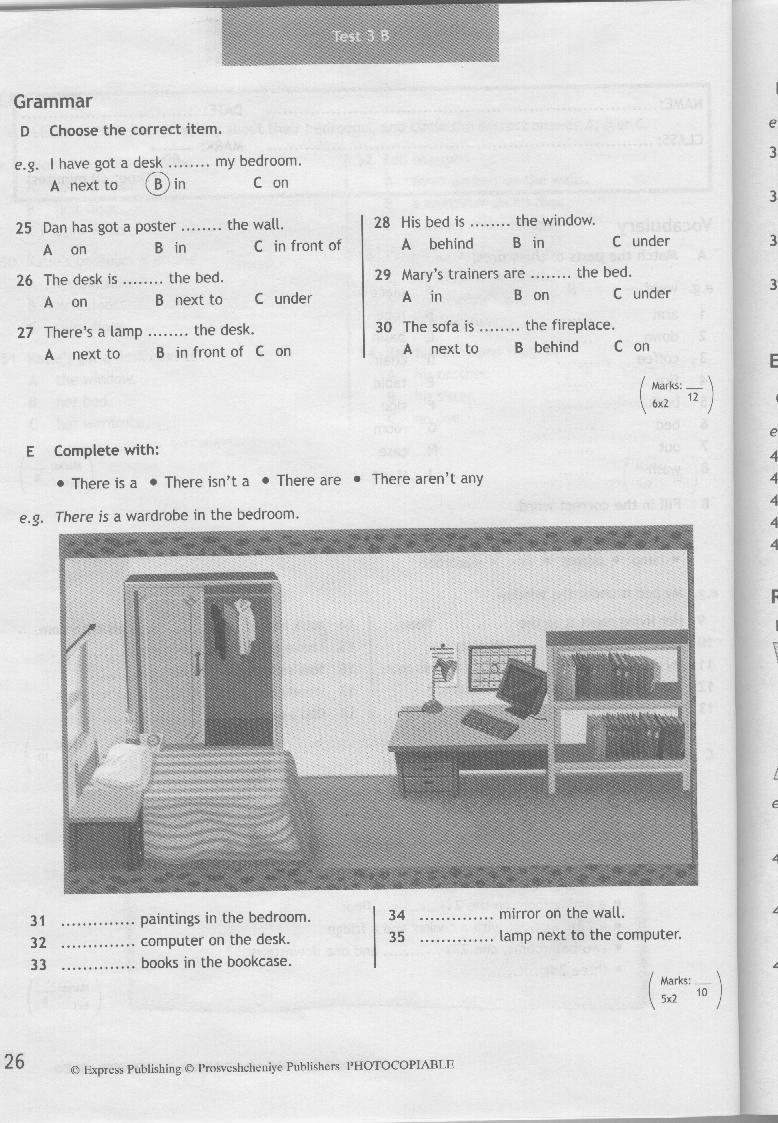 Test 3 B
Grammar
D Choose the correct item.
e.g. I have got a desk ........ my bedroom.
A next to B in C on
25 Dan has got a poster ........ the wall.
A on B in C in front of
26 The desk is ........ the bed.
A on B next to C under
27 There's a lamp ........ the desk.
A next to B in front of C on
28 His bed is ........ the window.
A behind B in C under
29 Mary's trainers are ........ the bed.
A in B on C under
30 The sofa is ........ the fireplace.
A next to B behind C on
Marks: __
6x2 12
E Complete with:
• There is a • There isn't a • There are • There aren't any
e.g. There is a wardrobe in the bedroom.
31 .............. paintings in the bedroom.
32 .............. computer on the desk.
33 .............. books in the bookcase.
34 .............. mirror on the wall.
35 .............. lamp next to the computer.
Marks: __
5x2 10
26
© Express Publishing © Prosveshcheniye Publishers PHOTOCOPIABLE